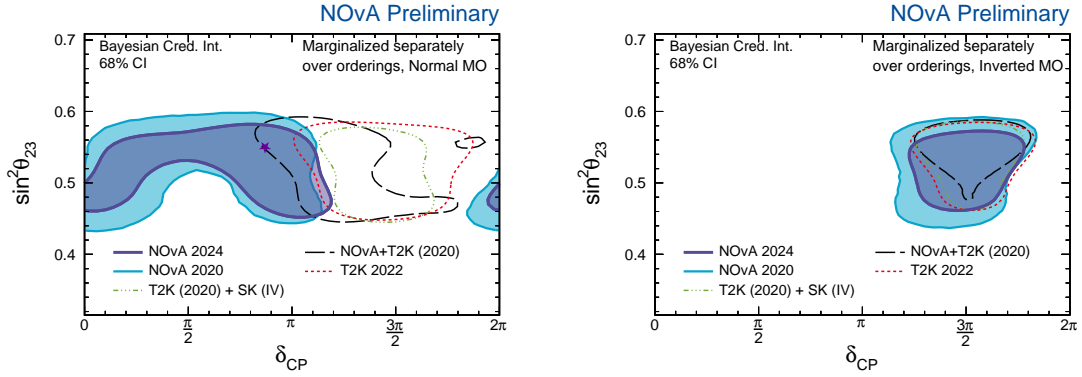 NOvA Preliminary
Bayesian Cred. Int.
68% CI
Marginalized separately
over orderings, Normal MO
0.7
0.6
0.5
0.4
sin²θ₂₃
NOvA 2024
NOvA 2020
T2K (2020) + SK (IV)
NOvA+T2K (2020)
T2K 2022
0
π/2
π
3π/2
2π
δCP
NOvA Preliminary
Bayesian Cred. Int.
68% CI
Marginalized separately
over orderings, Inverted MO
0.7
0.6
0.5
0.4
sin²θ₂₃
NOvA 2024
NOvA 2020
T2K (2020) + SK (IV)
NOvA+T2K (2020)
T2K 2022
0
π/2
π
3π/2
2π
δCP